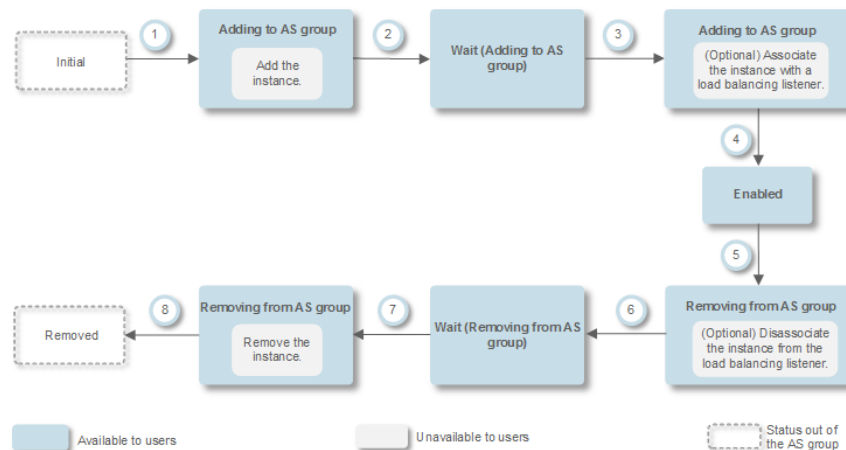 Initial
1
Adding to AS group
Add the
instance.
2
Wait (Adding to AS
group)
3
Adding to AS group
(Optional) Associate
the instance with a
load balancing listener.
4
Enabled
5
Removing from AS group
(Optional) Disassociate
the instance from the
load balancing listener.
6
Wait (Removing from AS
group)
7
Removing from AS group
Remove the
instance.
8
Removed
Available to users
Unavailable to users
Status out of
the AS group